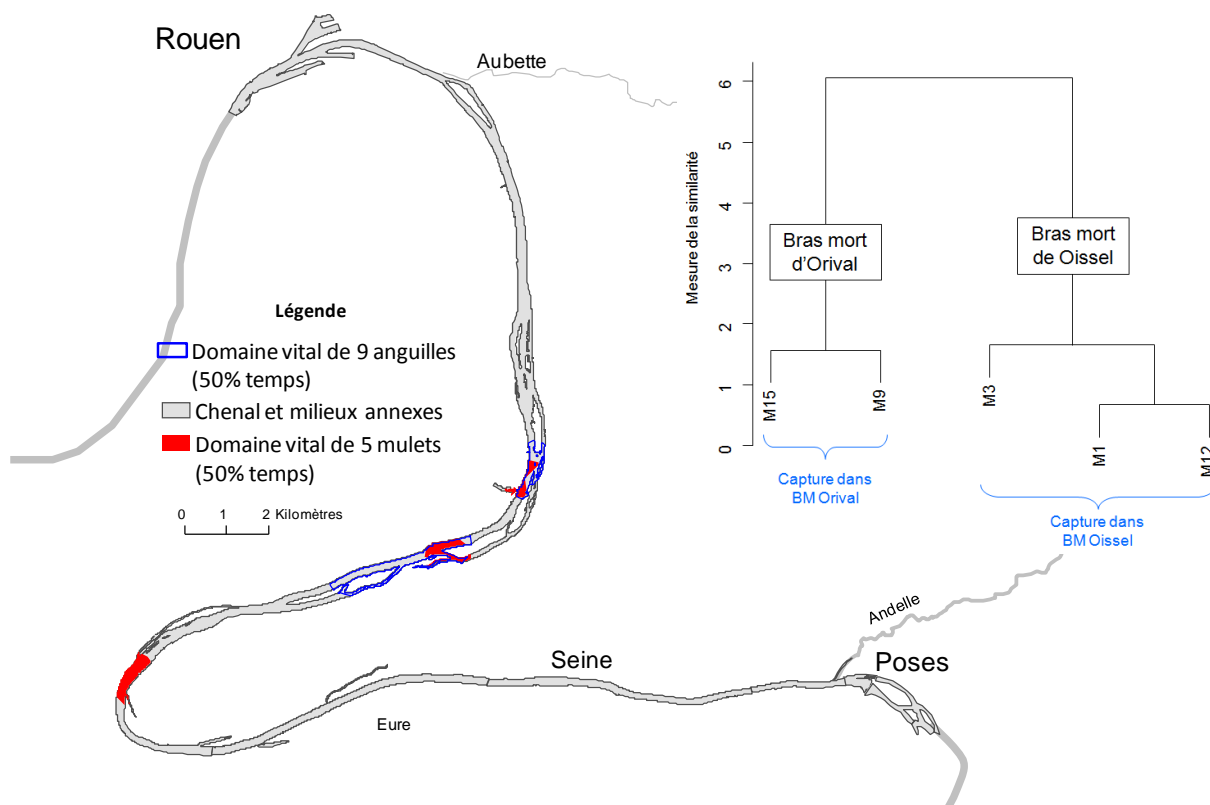 Rouen
Aubette
Légende
Domaine vital de 9 anguilles
(50% temps)
Chenal et milieux annexes
Domaine vital de 5 mulets
(50% temps)
0 1 2 Kilomètres
Seine
Eure
Andelle
Poses
Mesure de la similarité
6
5
4
3
2
1
0
Bras mort
d'Orival
Bras mort
de Oissel
M15
M9
M3
M1
M12
Capture dans
BM Orival
Capture dans
BM Oissel